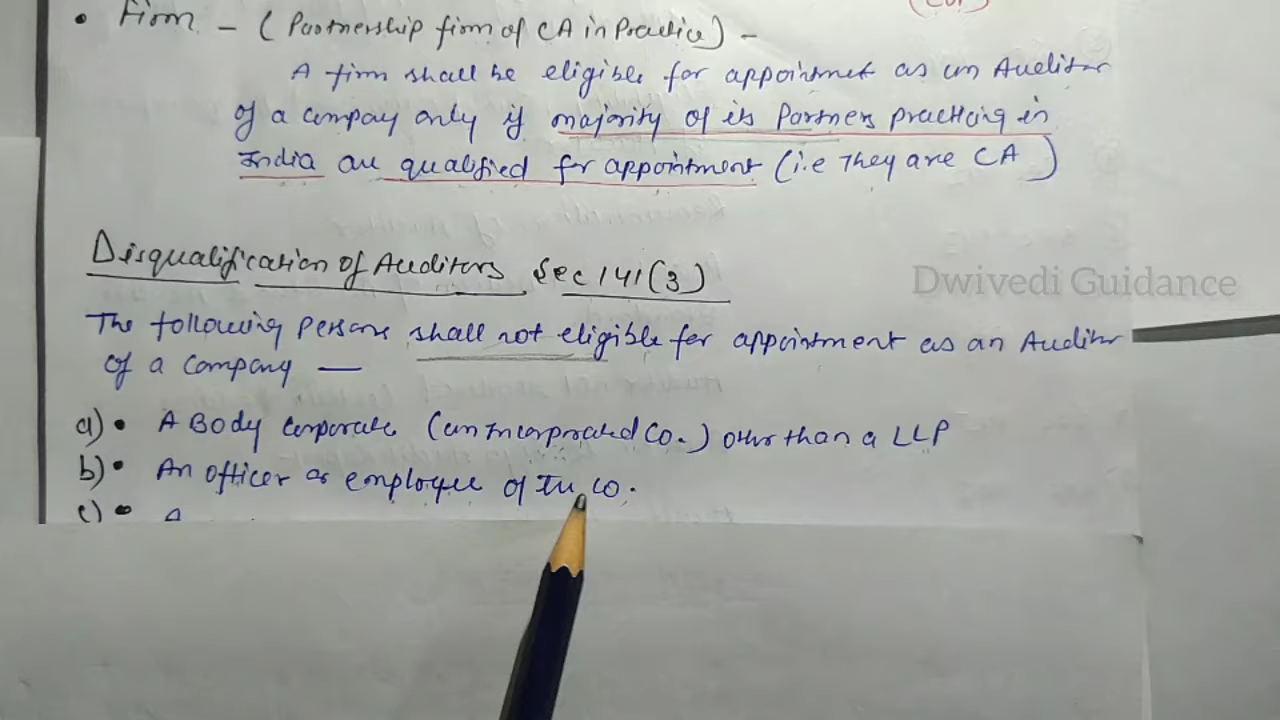 (COP)
• Firm - (Partnership firm of CA in Practice) -
A firm shall be eligible for appointmet as an Auditor
of a compay only if majority of its Partners practicing in
India are qualified for appointment (i.e They are CA)
Disqualification of Auditors Sec 141(3)
Dwivedi Guidance
The following Persons shall not eligible for appointment as an Auditor
of a Company —
a) • A Body Corporate (an Incorporated Co.) other than a LLP
b) • An officer or employee of the co.
c) • A